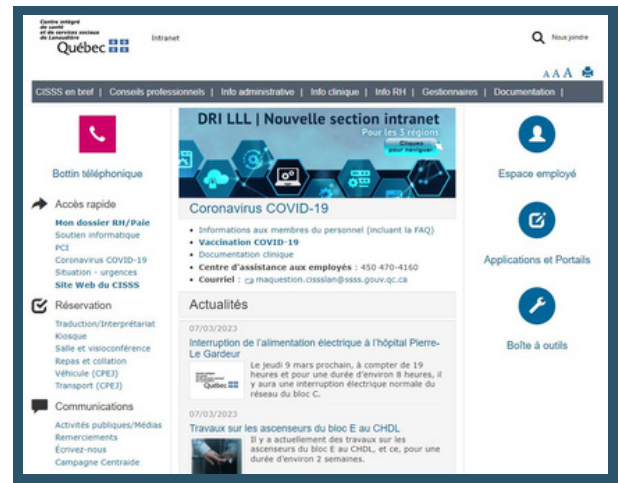 Centre intégré
de santé
et de services sociaux
de Lanaudière
Québec
Intranet
Nous joindre
A A A
CISSS en bref | Conseils professionnels | Info administrative | Info clinique | Info RH | Gestionnaires | Documentation |
Bottin téléphonique
Accès rapide
Mon dossier RH/Paie
Soutien informatique
PCI
Coronavirus COVID-19
Situation - urgences
Site Web du CISSS
Réservation
Traduction/Interprétariat
Kiosque
Salle et visioconférence
Repas et collation
Véhicule (CPEJ)
Transport (CPEJ)
Communications
Activités publiques/Médias
Remerciements
Écrivez-nous
Campagne Centraide
DRI LLL | Nouvelle section intranet
Pour les 3 régions
Cliquez
pour naviguer
Coronavirus COVID-19
• Informations aux membres du personnel (incluant la FAQ)
• Vaccination COVID-19
• Documentation clinique
• Centre d'assistance aux employés : 450 470-4160
• Courriel : maquestion.cissslan@ssss.gouv.qc.ca
Actualités
07/03/2023
Interruption de l'alimentation électrique à l'hôpital Pierre-
Le Gardeur
Québec
Le jeudi 9 mars prochain, à compter de 19
heures et pour une durée d'environ 8 heures, il
y aura une interruption électrique normale du
réseau du bloc C.
07/03/2023
Travaux sur les ascenseurs du bloc E au CHDL
Il y a actuellement des travaux sur les
ascenseurs du bloc E au CHDL, et ce, pour une
durée d'environ 2 semaines.
Espace employé
Applications et Portails
Boîte à outils